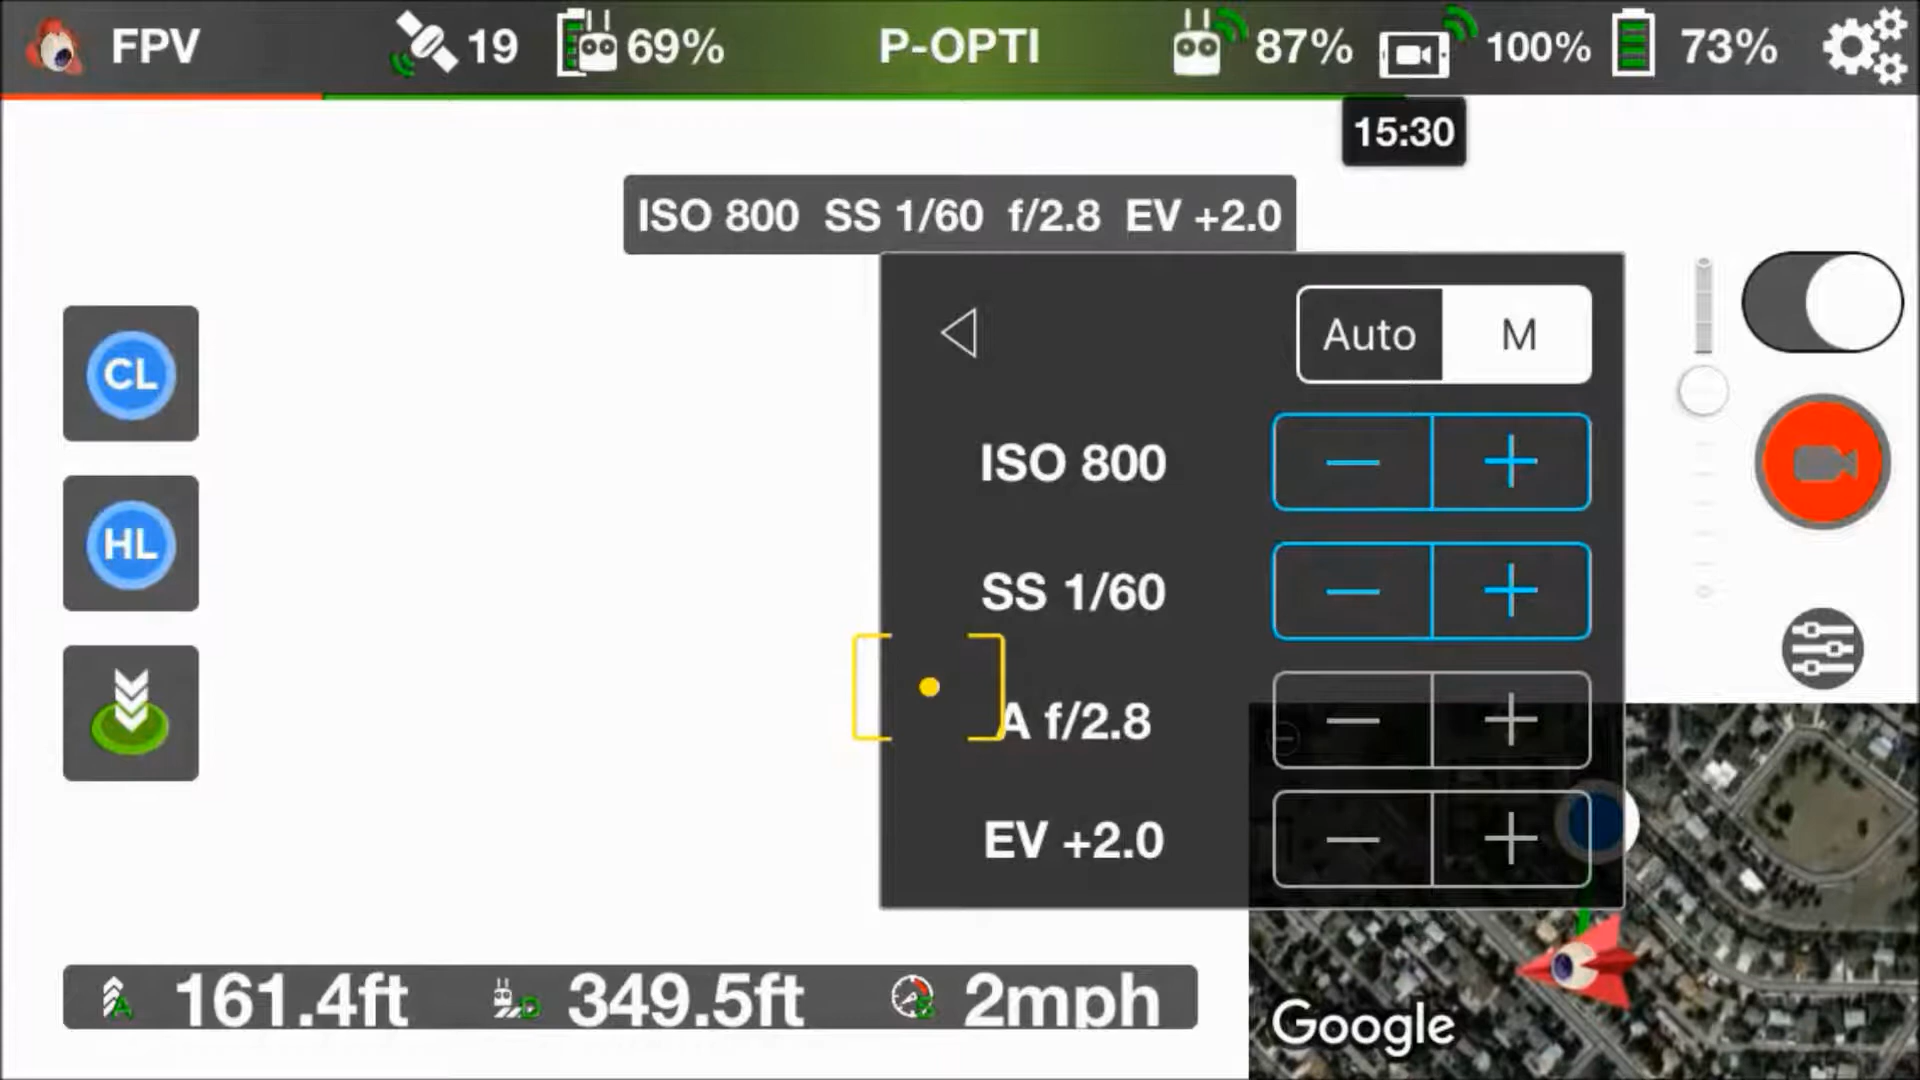 FPV 19 69% P-OPTI 87% 100% 73%
15:30
ISO 800 SS 1/60 f/2.8 EV +2.0
Auto M
CL
ISO 800
HL
SS 1/60
A f/2.8
EV +2.0
A 161.4ft D 349.5ft S 2mph
Google